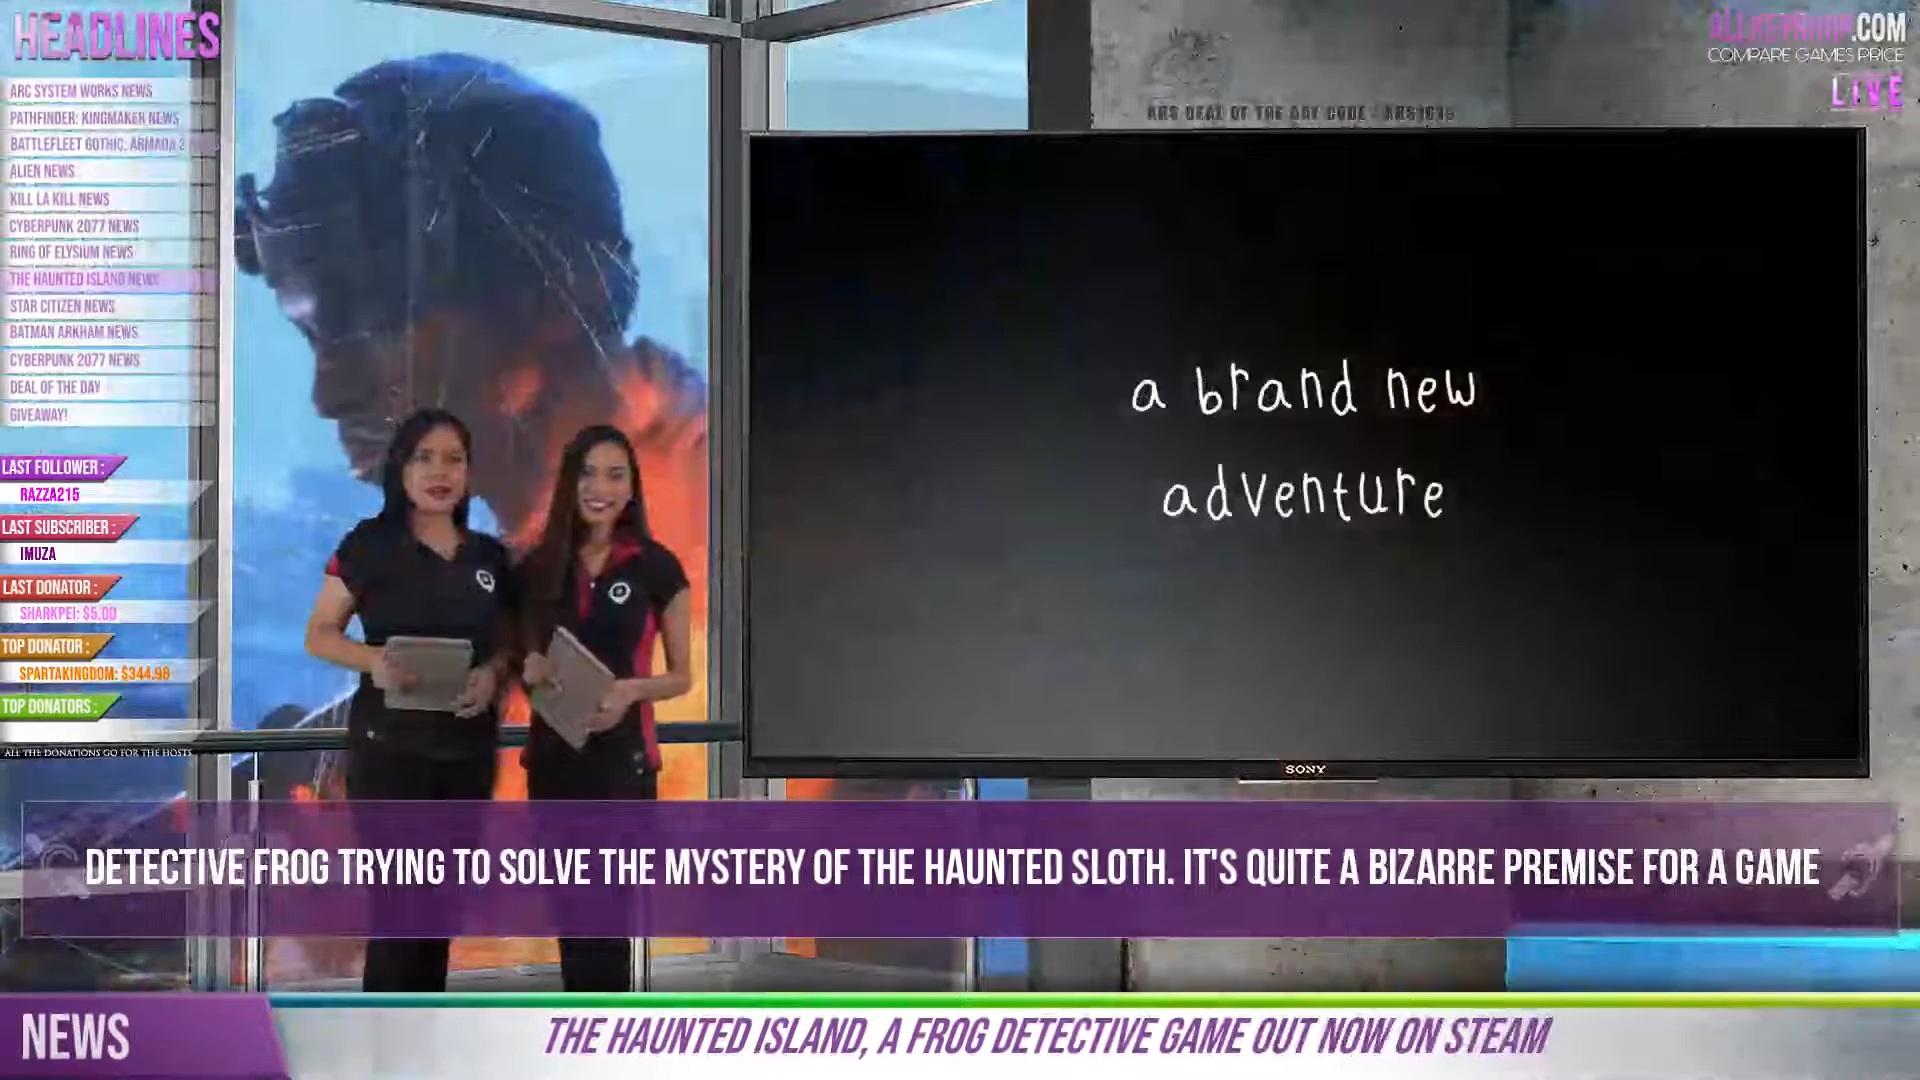 HEADLINES
ARC SYSTEM WORKS NEWS
PATHFINDER: KINGMAKER NEWS
BATTLEFLEET GOTHIC: ARMADA 2
ALIEN NEWS
KILL LA KILL NEWS
CYBERPUNK 2077 NEWS
RING OF ELYSIUM NEWS
THE HAUNTED ISLAND NEWS
STAR CITIZEN NEWS
BATMAN ARKHAM NEWS
CYBERPUNK 2077 NEWS
DEAL OF THE DAY
GIVEAWAY!
LAST FOLLOWER :
RAZZA215
LAST SUBSCRIBER :
IMUZA
LAST DONATOR :
SHARKPEI: $5.00
TOP DONATOR :
SPARTAKINGDOM: $344.98
TOP DONATORS :
ALL THE DONATIONS GO FOR THE HOSTS
ALLKEYSHOP.COM
COMPARE GAMES PRICE
LIVE
a brand new
adventure
SONY
DETECTIVE FROG TRYING TO SOLVE THE MYSTERY OF THE HAUNTED SLOTH. IT'S QUITE A BIZARRE PREMISE FOR A GAME
NEWS
THE HAUNTED ISLAND, A FROG DETECTIVE GAME OUT NOW ON STEAM